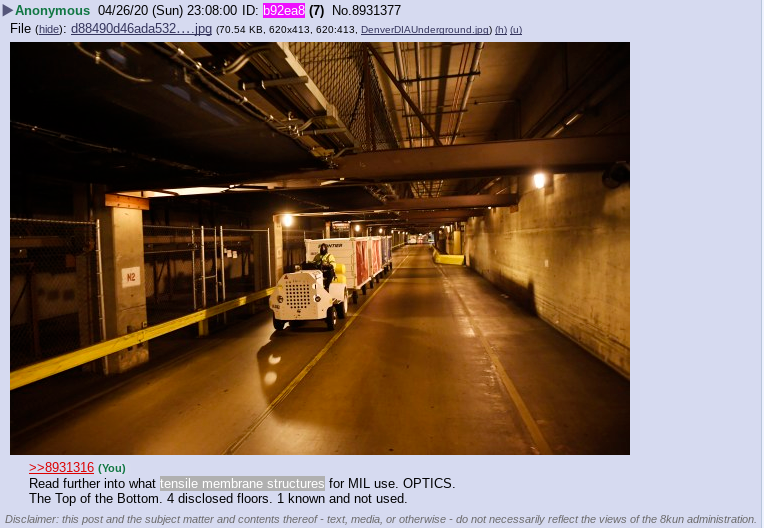 ▶Anonymous 04/26/20 (Sun) 23:08:00 ID: b92ea8 (7) No.8931377
File (hide): d88490d46ada532….jpg (70.54 KB, 620x413, 620:413, DenverDIAUnderground.jpg) (h) (u)
N2
>>8931316 (You)
Read further into what tensile membrane structures for MIL use. OPTICS.
The Top of the Bottom. 4 disclosed floors. 1 known and not used.
Disclaimer: this post and the subject matter and contents thereof - text, media, or otherwise - do not necessarily reflect the views of the 8kun administration.